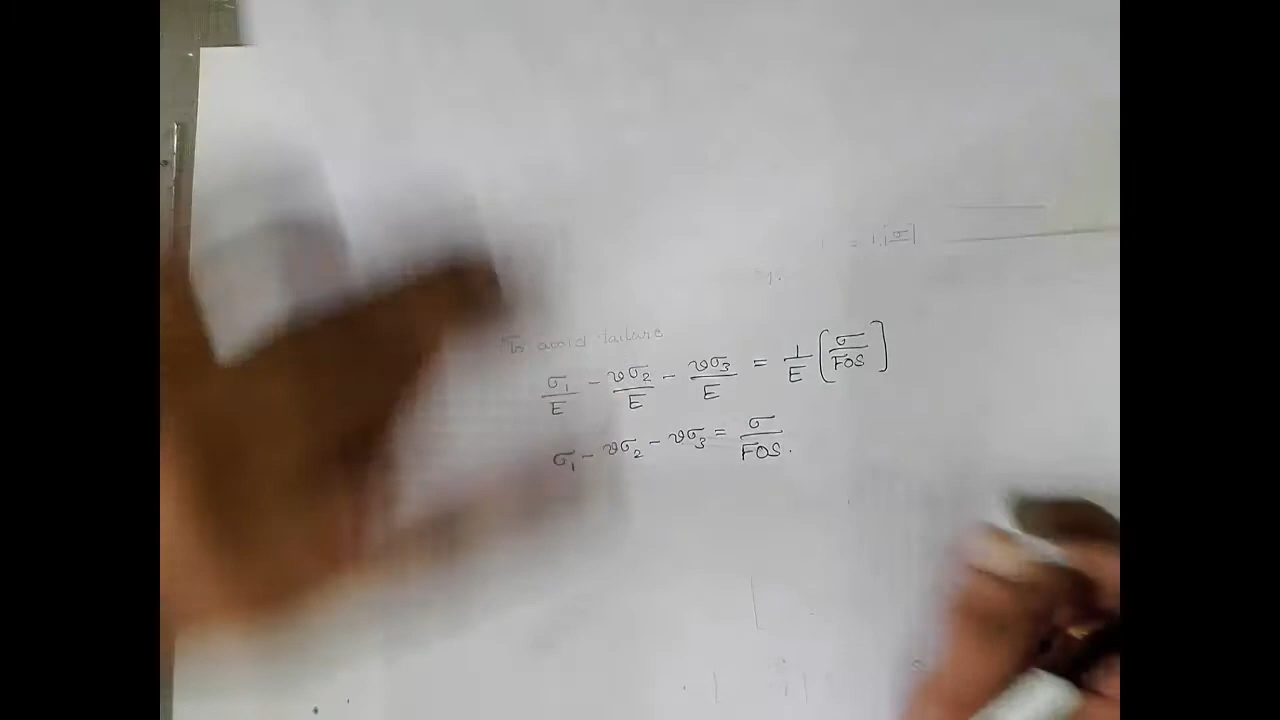 To avoid failure
σ₁/E - νσ₂/E - νσ₃/E = 1/E [σ/FOS]
σ₁ - νσ₂ - νσ₃ = σ/FOS.